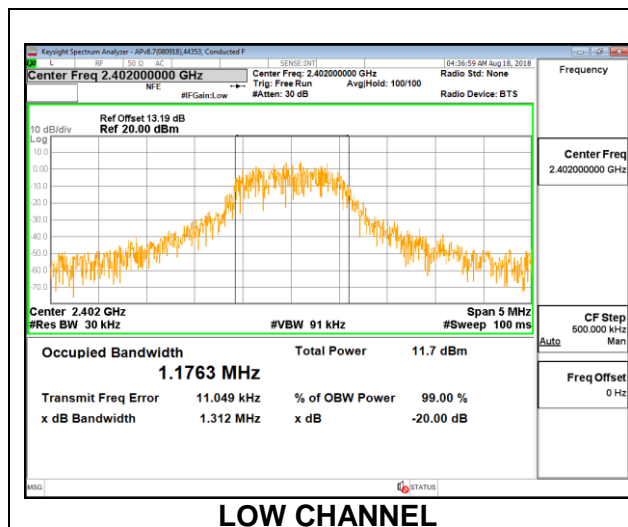 Keysight Spectrum Analyzer - APv8.7(080918),44353, Conducted F
L RF 50 Ω AC SENSE:INT 04:36:59 AM Aug 18, 2018
Center Freq 2.402000000 GHz Center Freq: 2.402000000 GHz Radio Std: None Frequency
NFE Trig: Free Run Avg|Hold: 100/100
#IFGain:Low #Atten: 30 dB Radio Device: BTS
Ref Offset 13.19 dB
10 dB/div Ref 20.00 dBm
Log
10.0
0.00
-10.0
-20.0
-30.0
-40.0
-50.0
-60.0
-70.0
Center Freq
2.402000000 GHz
Center 2.402 GHz Span 5 MHz
#Res BW 30 kHz #VBW 91 kHz #Sweep 100 ms
CF Step
500.000 kHz
Auto Man
Occupied Bandwidth Total Power 11.7 dBm
1.1763 MHz
Transmit Freq Error 11.049 kHz % of OBW Power 99.00 %
x dB Bandwidth 1.312 MHz x dB -20.00 dB
Freq Offset
0 Hz
MSG STATUS
LOW CHANNEL